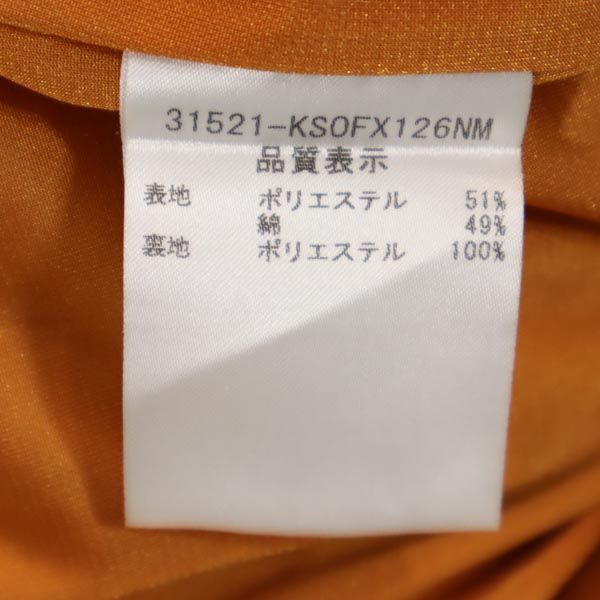 31521-KSOFX126NM
品質表示
表地 ポリエステル 51%
綿 49%
裏地 ポリエステル 100%